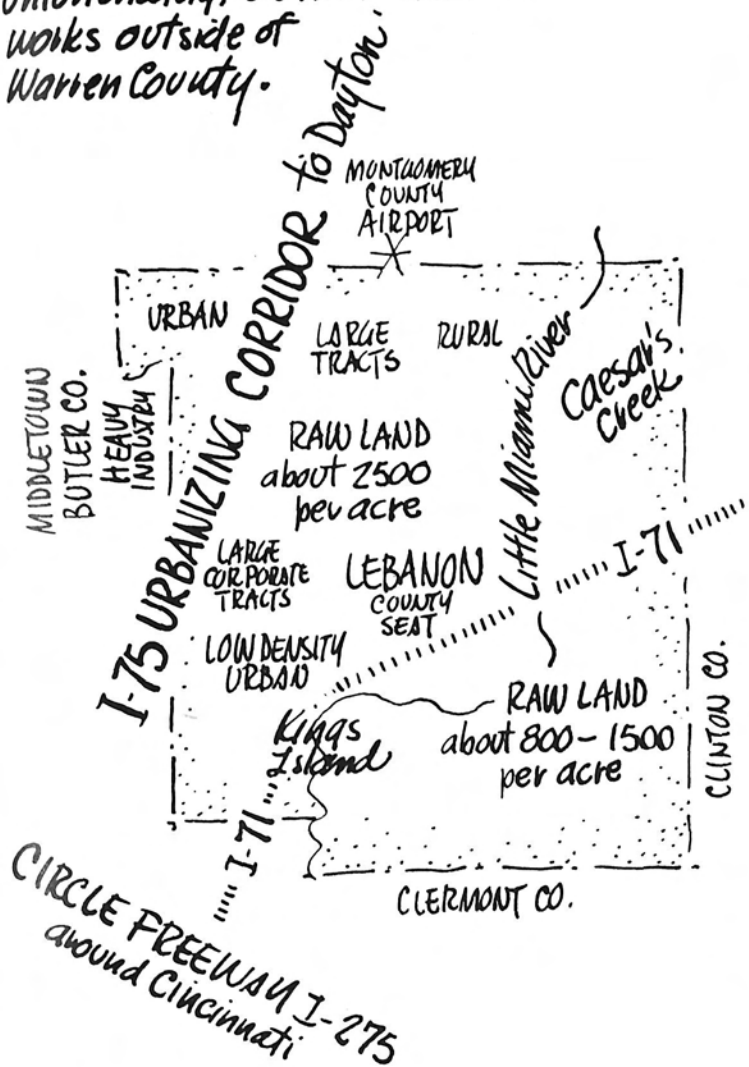 works outside of
Warren County.
I-75 URBANIZING CORRIDOR to Dayton.
MONTGOMERY
COUNTY
AIRPORT
URBAN
LARGE
TRACTS
RURAL
Little Miami River
Caesar's
Creek
MIDDLETOWN
BUTLER CO.
HEAVY
INDUSTRY
RAW LAND
about 2500
per acre
I-71
LARGE
CORPORATE
TRACTS
LEBANON
COUNTY
SEAT
LOW DENSITY
URBAN
RAW LAND
about 800-1500
per acre
CLINTON CO.
Kings
Island
I-71
CLERMONT CO.
CIRCLE FREEWAY I-275
around Cincinnati